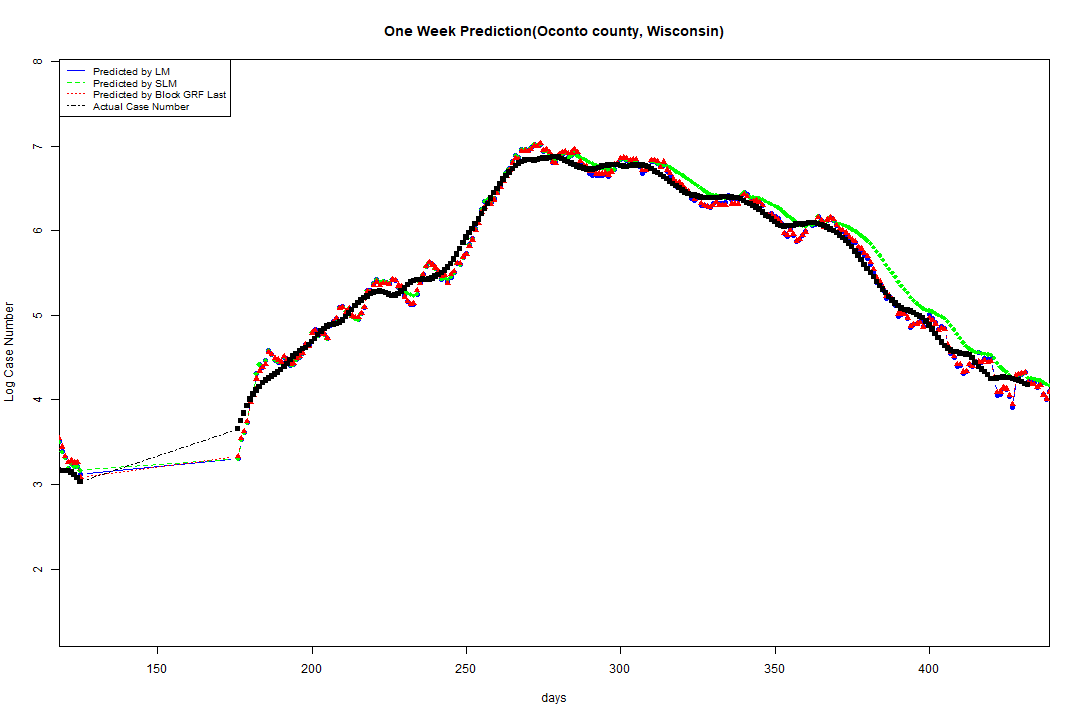 One Week Prediction(Oconto county, Wisconsin)
Predicted by LM
Predicted by SLM
Predicted by Block GRF Last
Actual Case Number
8
7
6
5
4
3
2
Log Case Number
150 200 250 300 350 400
days